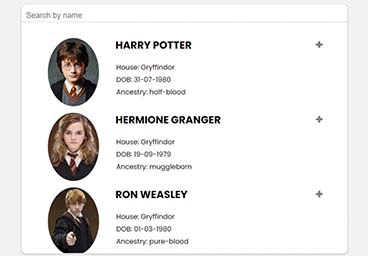 Search by name
HARRY POTTER
House: Gryffindor
DOB: 31-07-1980
Ancestry: half-blood
HERMIONE GRANGER
House: Gryffindor
DOB: 19-09-1979
Ancestry: muggleborn
RON WEASLEY
House: Gryffindor
DOB: 01-03-1980
Ancestry: pure-blood